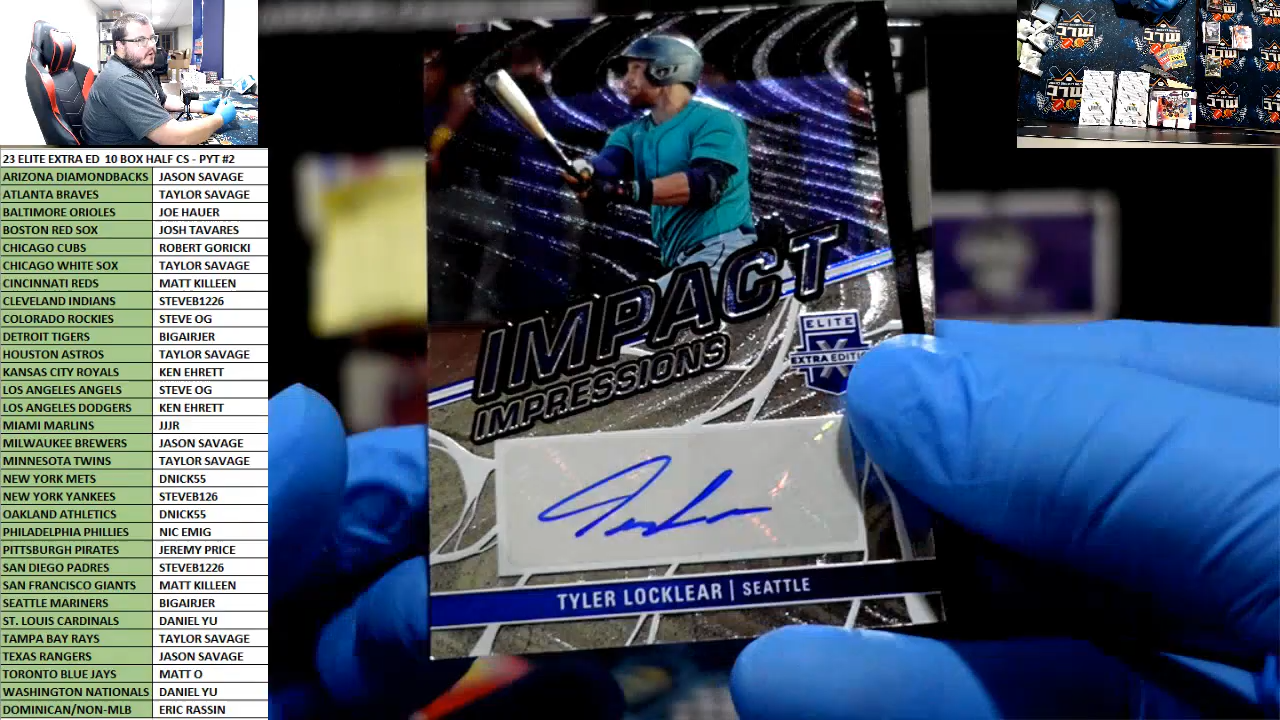 23 ELITE EXTRA ED 10 BOX HALF CS - PYT #2
ARIZONA DIAMONDBACKS JASON SAVAGE
ATLANTA BRAVES TAYLOR SAVAGE
BALTIMORE ORIOLES JOE HAUER
BOSTON RED SOX JOSH TAVARES
CHICAGO CUBS ROBERT GORICKI
CHICAGO WHITE SOX TAYLOR SAVAGE
CINCINNATI REDS MATT KILLEEN
CLEVELAND INDIANS STEVEB1226
COLORADO ROCKIES STEVE OG
DETROIT TIGERS BIGAIRJER
HOUSTON ASTROS TAYLOR SAVAGE
KANSAS CITY ROYALS KEN EHRETT
LOS ANGELES ANGELS STEVE OG
LOS ANGELES DODGERS KEN EHRETT
MIAMI MARLINS JJJR
MILWAUKEE BREWERS JASON SAVAGE
MINNESOTA TWINS TAYLOR SAVAGE
NEW YORK METS DNICK55
NEW YORK YANKEES STEVEB126
OAKLAND ATHLETICS DNICK55
PHILADELPHIA PHILLIES NIC EMIG
PITTSBURGH PIRATES JEREMY PRICE
SAN DIEGO PADRES STEVEB1226
SAN FRANCISCO GIANTS MATT KILLEEN
SEATTLE MARINERS BIGAIRJER
ST. LOUIS CARDINALS DANIEL YU
TAMPA BAY RAYS TAYLOR SAVAGE
TEXAS RANGERS JASON SAVAGE
TORONTO BLUE JAYS MATT O
WASHINGTON NATIONALS DANIEL YU
DOMINICAN/NON-MLB ERIC RASSIN
IMPACT
IMPRESSIONS
ELITE
X
EXTRA EDITIO
TYLER LOCKLEAR | SEATTLE